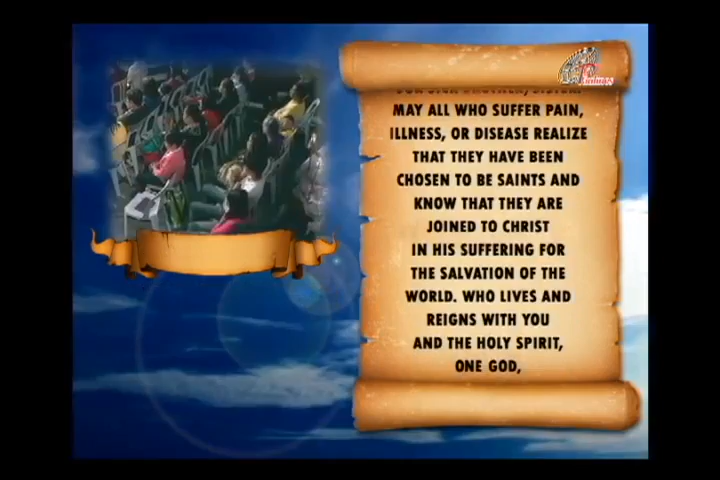 MAY ALL WHO SUFFER PAIN,
ILLNESS, OR DISEASE REALIZE
THAT THEY HAVE BEEN
CHOSEN TO BE SAINTS AND
KNOW THAT THEY ARE
JOINED TO CHRIST
IN HIS SUFFERING FOR
THE SALVATION OF THE
WORLD. WHO LIVES AND
REIGNS WITH YOU
AND THE HOLY SPIRIT,
ONE GOD,